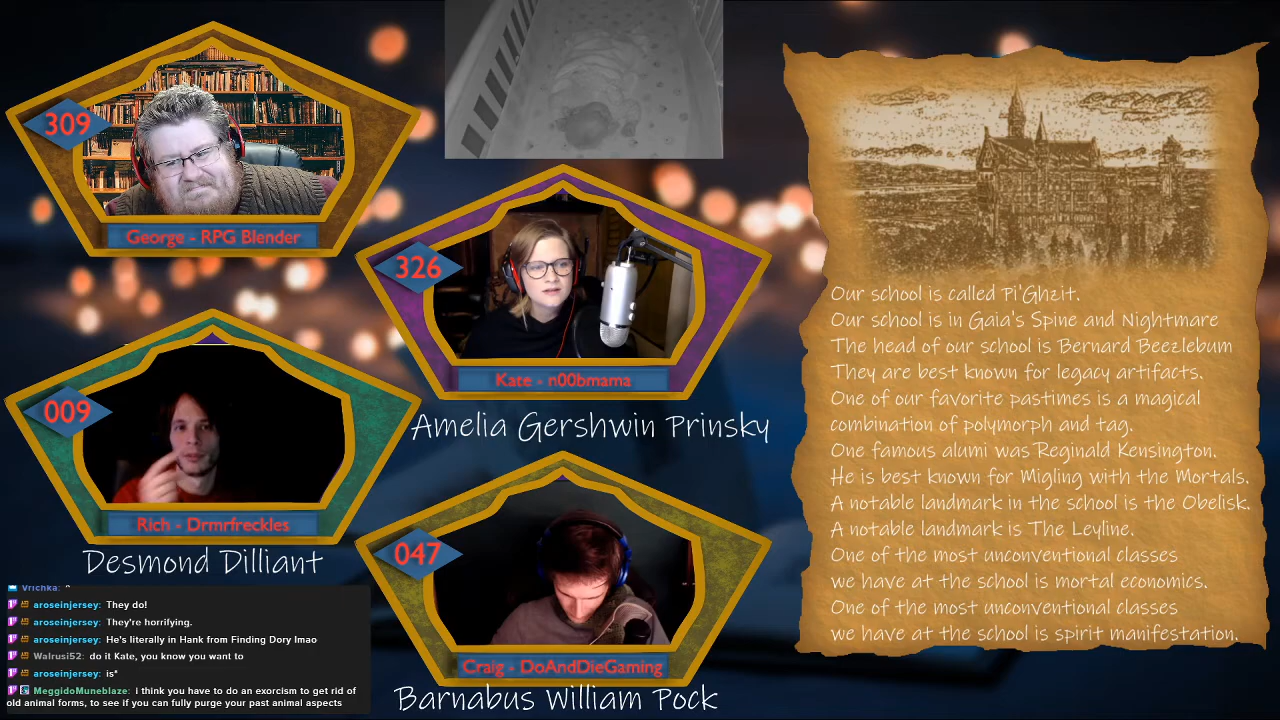 309
George - RPG Blender
326
Kate - n00bmama
Amelia Gershwin Prinsky
009
Rich - Drmrfreckles
Desmond Dilliant
047
Craig - DoAndDieGaming
Barnabus William Pock
Vrichka: ^
aroseinjersey: They do!
aroseinjersey: They're horrifying.
aroseinjersey: He's literally in Hank from Finding Dory lmao
Walrusi52: do it Kate, you know you want to
aroseinjersey: is*
MeggidoMuneblaze: i think you have to do an exorcism to get rid of
old animal forms, to see if you can fully purge your past animal aspects
Our school is called Pi'Ghzit.
Our school is in Gaia's Spine and Nightmare
The head of our school is Bernard Beezlebum
They are best known for legacy artifacts.
One of our favorite pastimes is a magical
combination of polymorph and tag.
One famous alumi was Reginald Kensington.
He is best known for Migling with the Mortals.
A notable landmark in the school is the Obelisk.
A notable landmark is The Leyline.
One of the most unconventional classes
we have at the school is mortal economics.
One of the most unconventional classes
we have at the school is spirit manifestation.